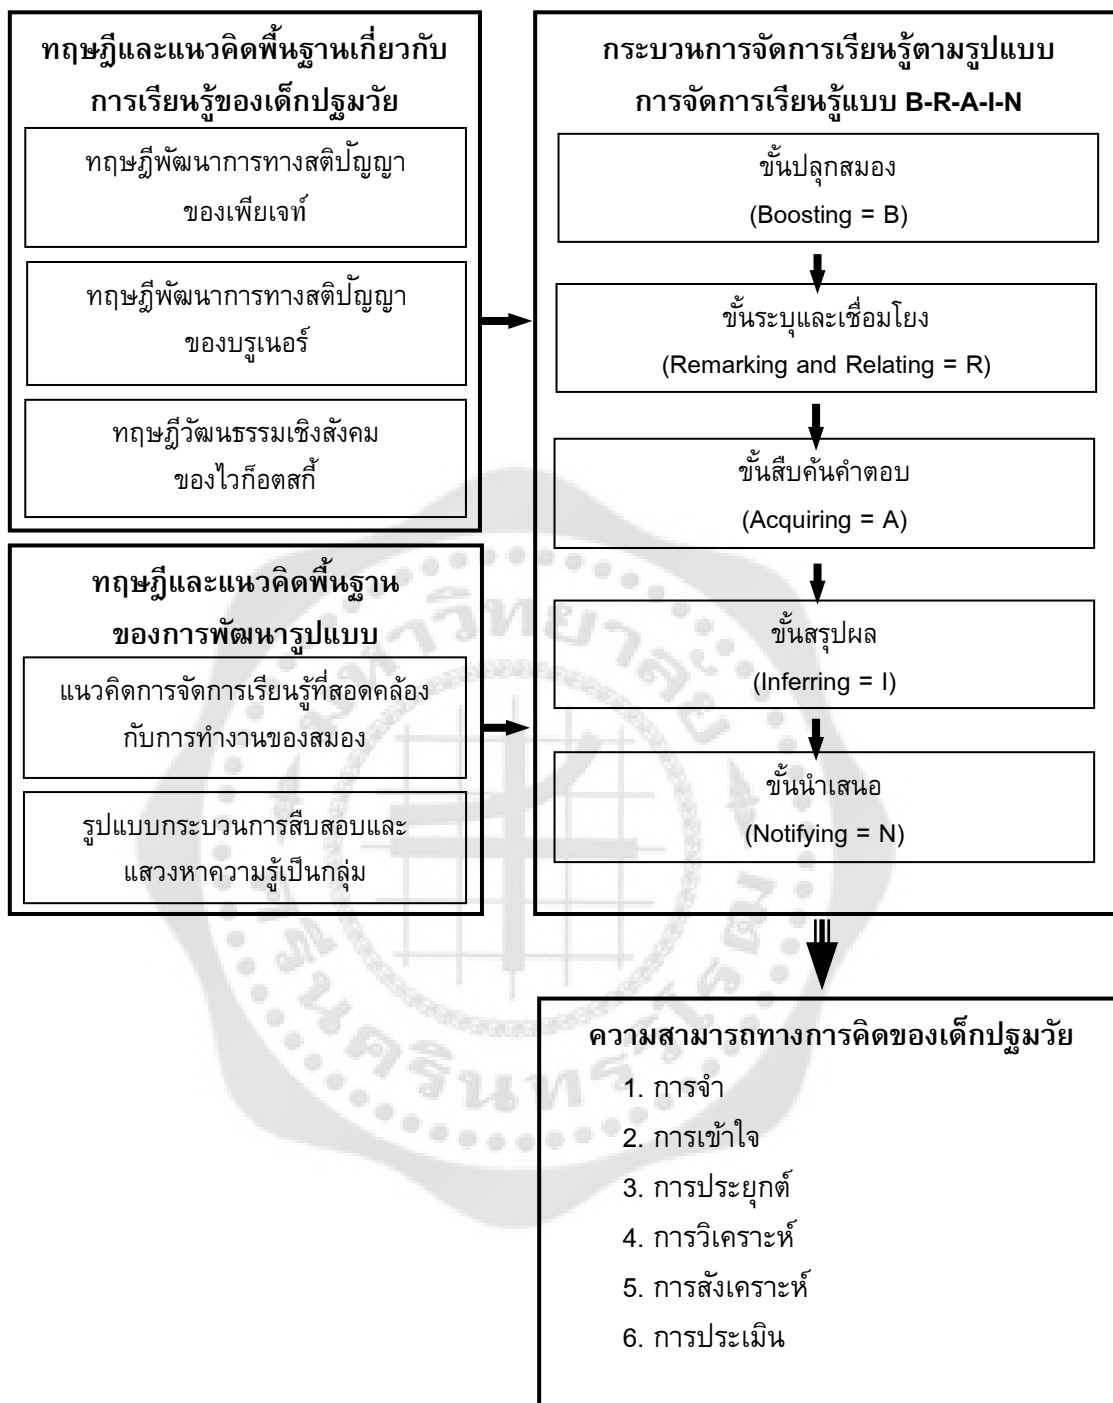 ทฤษฎีและแนวคิดพื้นฐานเกี่ยวกับ
การเรียนรู้ของเด็กปฐมวัย
ทฤษฎีพัฒนาการทางสติปัญญา
ของเพียเจท์
ทฤษฎีพัฒนาการทางสติปัญญา
ของบรูเนอร์
ทฤษฎีวัฒนธรรมเชิงสังคม
ของไวก็อตสกี้
ทฤษฎีและแนวคิดพื้นฐาน
ของการพัฒนารูปแบบ
แนวคิดการจัดการเรียนรู้ที่สอดคล้อง
กับการทำงานของสมอง
รูปแบบกระบวนการสืบสอบและ
แสวงหาความรู้เป็นกลุ่ม
กระบวนการจัดการเรียนรู้ตามรูปแบบ
การจัดการเรียนรู้แบบ B-R-A-I-N
ขั้นปลุกสมอง
(Boosting = B)
ขั้นระบุและเชื่อมโยง
(Remarking and Relating = R)
ขั้นสืบค้นคำตอบ
(Acquiring = A)
ขั้นสรุปผล
(Inferring = I)
ขั้นนำเสนอ
(Notifying = N)
ความสามารถทางการคิดของเด็กปฐมวัย
1. การจำ
2. การเข้าใจ
3. การประยุกต์
4. การวิเคราะห์
5. การสังเคราะห์
6. การประเมิน
มหาวิทยาลัย
ศรีนครินทรวิโรฒ